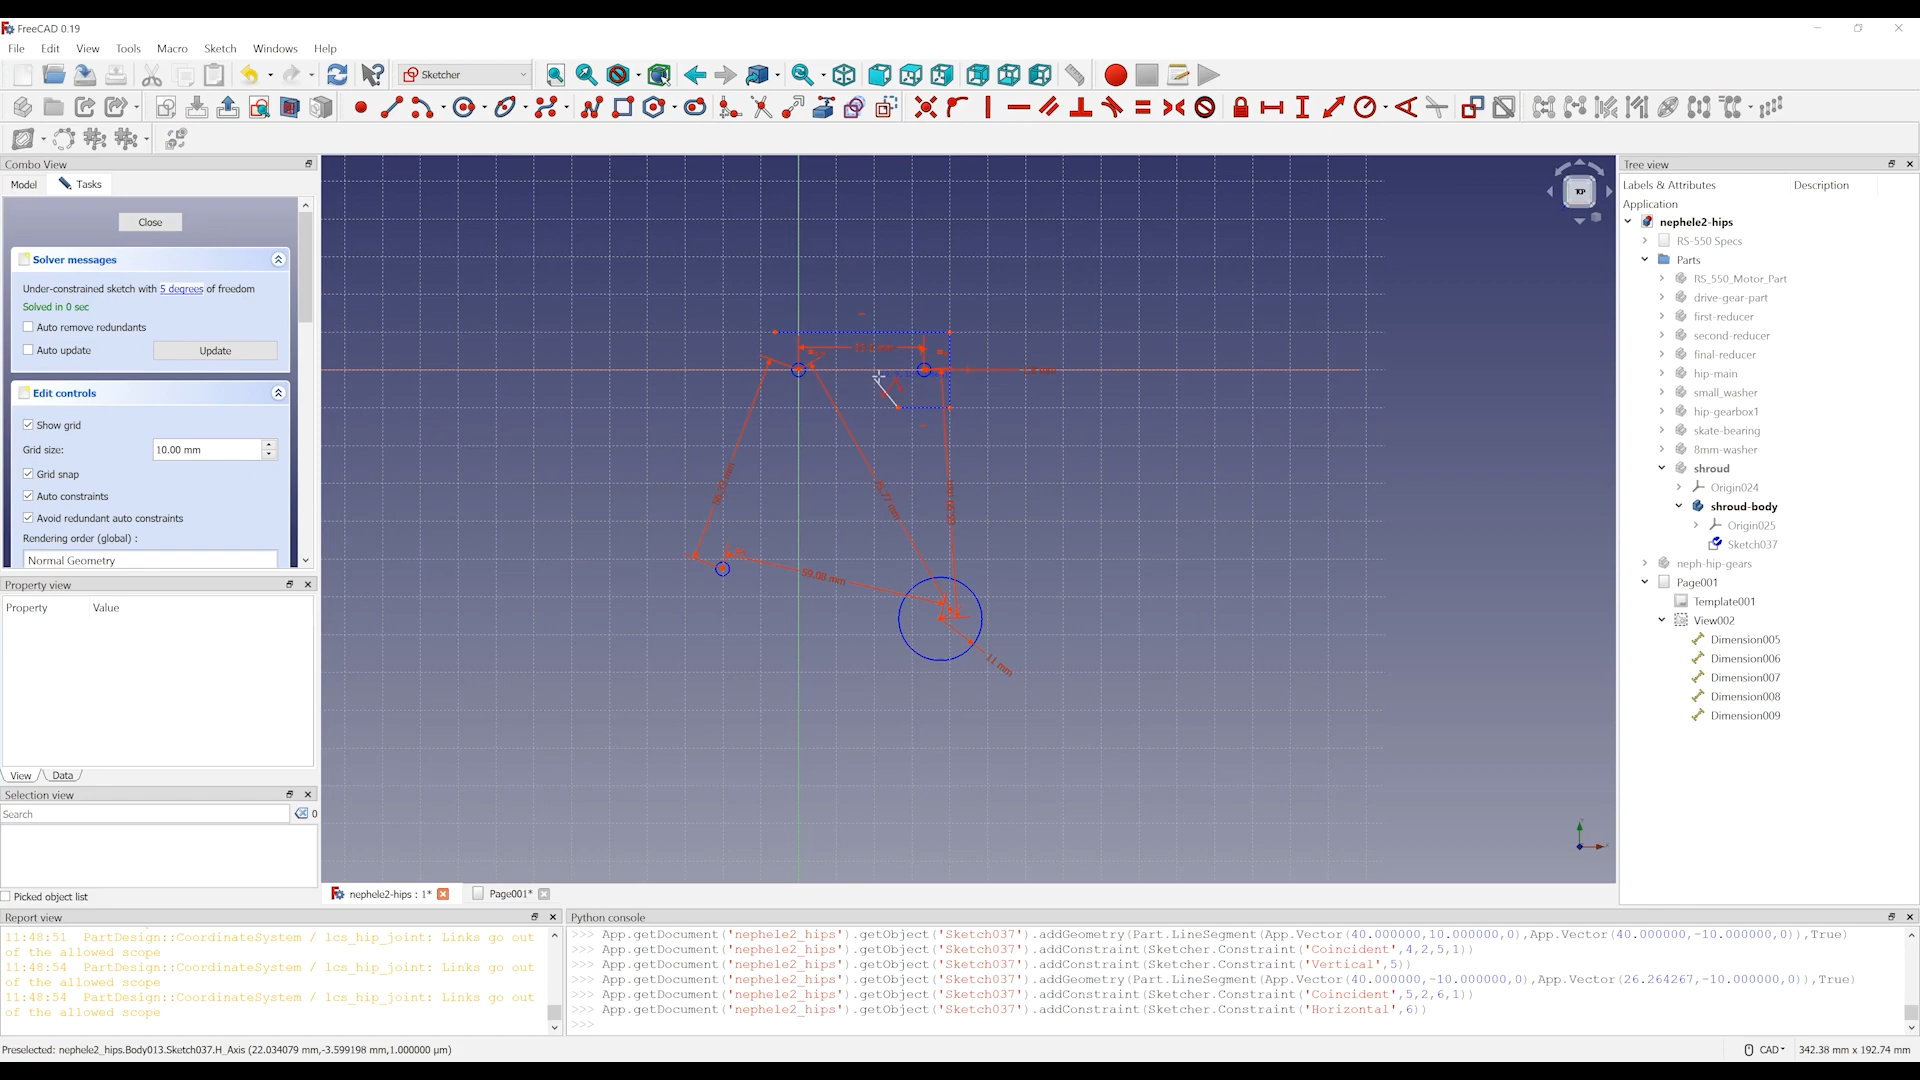 FreeCAD 0.19
File Edit View Tools Macro Sketch Windows Help
Sketcher
Combo View
Model Tasks
Close
Solver messages
Under-constrained sketch with 5 degrees of freedom
Solved in 0 sec
Auto remove redundants
Auto update Update
Edit controls
Show grid
Grid size: 10.00 mm
Grid snap
Auto constraints
Avoid redundant auto constraints
Rendering order (global) :
Normal Geometry
Property view
Property Value
View Data
Selection view
Search 0
Picked object list
TOP
59.08 mm
11 mm
nephele2-hips : 1* Page001*
Tree view
Labels & Attributes Description
Application
nephele2-hips
RS-550 Specs
Parts
RS_550_Motor_Part
drive-gear-part
first-reducer
second-reducer
final-reducer
hip-main
small_washer
hip-gearbox1
skate-bearing
8mm-washer
shroud
Origin024
shroud-body
Origin025
Sketch037
neph-hip-gears
Page001
Template001
View002
Dimension005
Dimension006
Dimension007
Dimension008
Dimension009
Report view
11:48:51 PartDesign::CoordinateSystem / lcs_hip_joint: Links go out
of the allowed scope
11:48:54 PartDesign::CoordinateSystem / lcs_hip_joint: Links go out
of the allowed scope
11:48:54 PartDesign::CoordinateSystem / lcs_hip_joint: Links go out
of the allowed scope
Python console
>>> App.getDocument('nephele2_hips').getObject('Sketch037').addGeometry(Part.LineSegment(App.Vector(40.000000,10.000000,0),App.Vector(40.000000,-10.000000,0)),True)
>>> App.getDocument('nephele2_hips').getObject('Sketch037').addConstraint(Sketcher.Constraint('Coincident',4,2,5,1))
>>> App.getDocument('nephele2_hips').getObject('Sketch037').addConstraint(Sketcher.Constraint('Vertical',5))
>>> App.getDocument('nephele2_hips').getObject('Sketch037').addGeometry(Part.LineSegment(App.Vector(40.000000,-10.000000,0),App.Vector(26.264267,-10.000000,0)),True)
>>> App.getDocument('nephele2_hips').getObject('Sketch037').addConstraint(Sketcher.Constraint('Coincident',5,2,6,1))
>>> App.getDocument('nephele2_hips').getObject('Sketch037').addConstraint(Sketcher.Constraint('Horizontal',6))
>>>
Preselected: nephele2_hips.Body013.Sketch037.H_Axis (22.034079 mm,-3.599198 mm,1.000000 µm)
CAD 342.38 mm x 192.74 mm